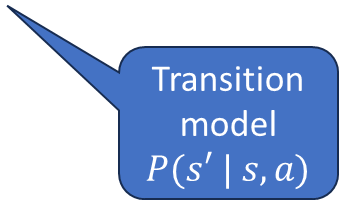 Transition
model
P(s′ | s, a)